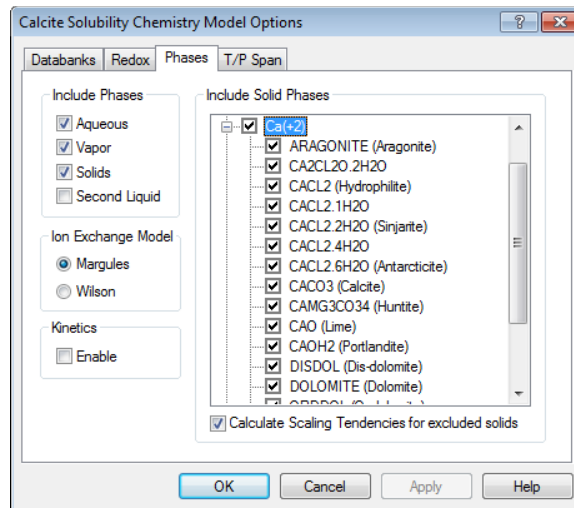 Calcite Solubility Chemistry Model Options
Databanks Redox Phases T/P Span
Include Phases
Aqueous
Vapor
Solids
Second Liquid
Ion Exchange Model
Margules
Wilson
Kinetics
Enable
Include Solid Phases
Ca(+2)
ARAGONITE (Aragonite)
CA2CL2O.2H2O
CACL2 (Hydrophilite)
CACL2.1H2O
CACL2.2H2O (Sinjarite)
CACL2.4H2O
CACL2.6H2O (Antarcticite)
CACO3 (Calcite)
CAMG3CO34 (Huntite)
CAO (Lime)
CAOH2 (Portlandite)
DISDOL (Dis-dolomite)
DOLOMITE (Dolomite)
Calculate Scaling Tendencies for excluded solids
OK Cancel Apply Help